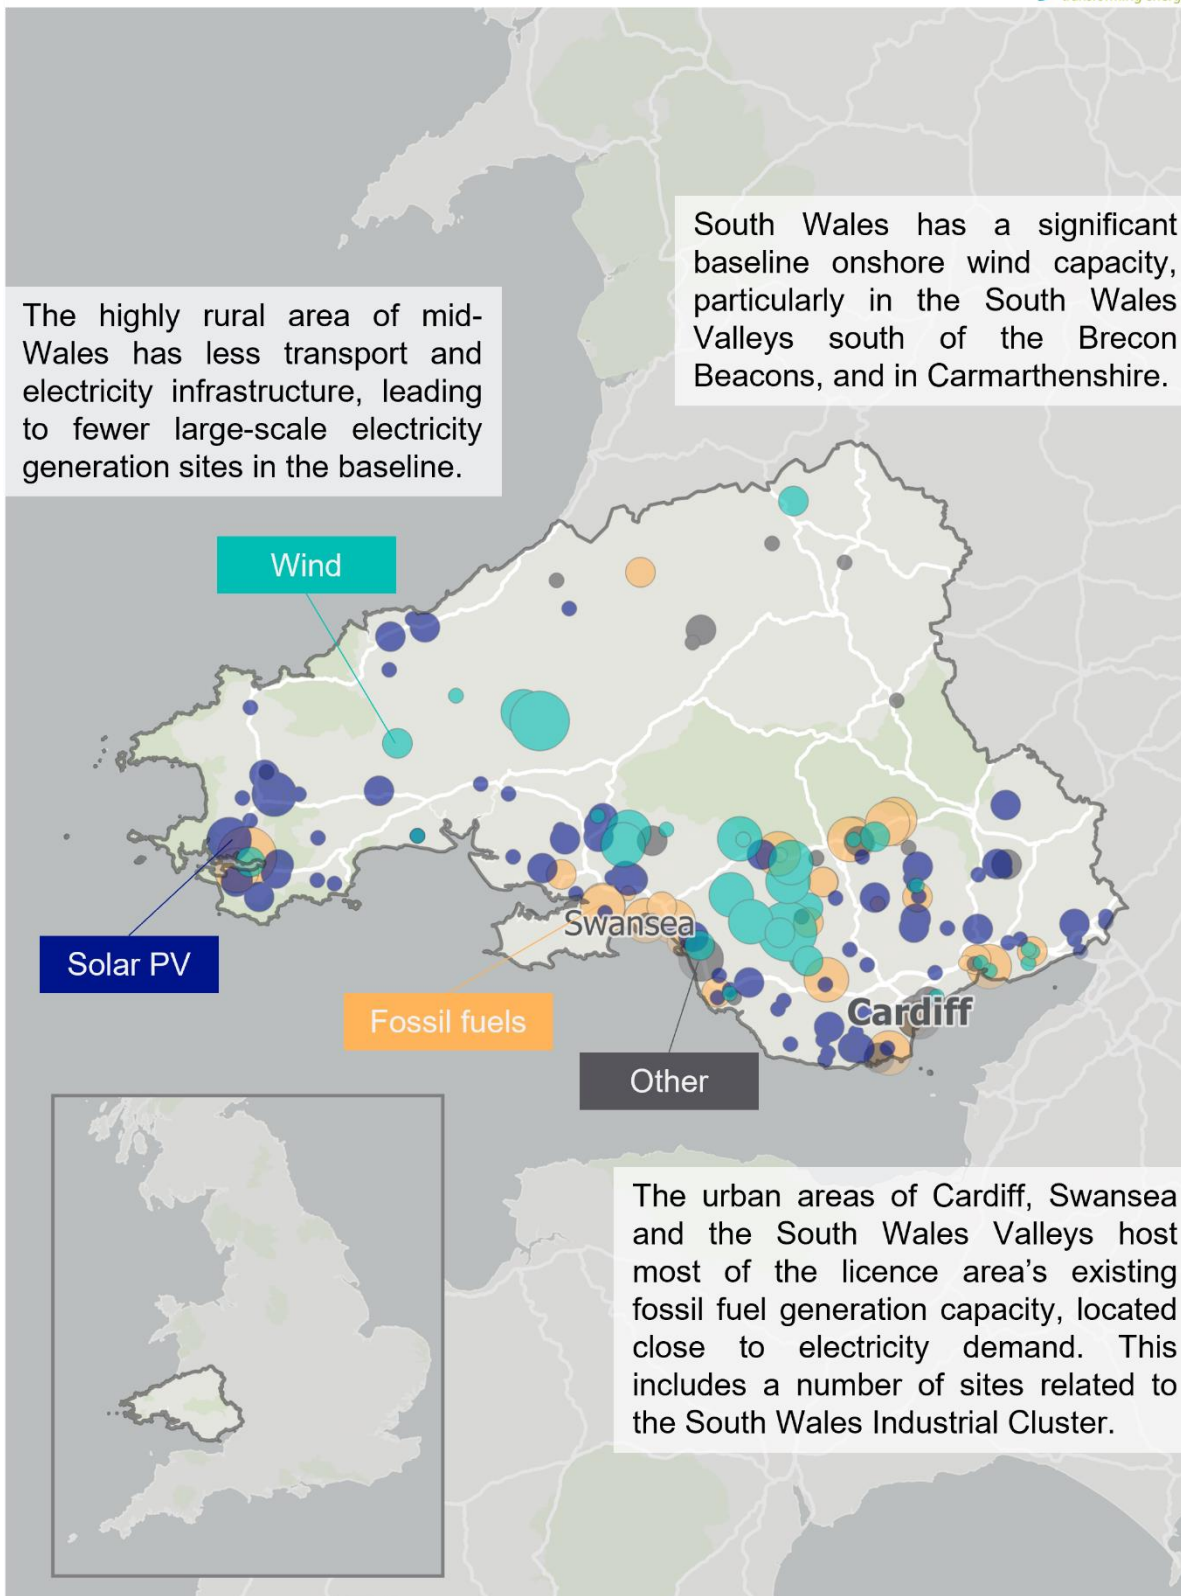 South Wales has a significant
baseline onshore wind capacity,
particularly in the South Wales
Valleys south of the Brecon
Beacons, and in Carmarthenshire.
The highly rural area of mid-
Wales has less transport and
electricity infrastructure, leading
to fewer large-scale electricity
generation sites in the baseline.
Wind
Swansea
Solar PV
Fossil fuels
Cardiff
Other
The urban areas of Cardiff, Swansea
and the South Wales Valleys host
most of the licence area's existing
fossil fuel generation capacity, located
close to electricity demand. This
includes a number of sites related to
the South Wales Industrial Cluster.